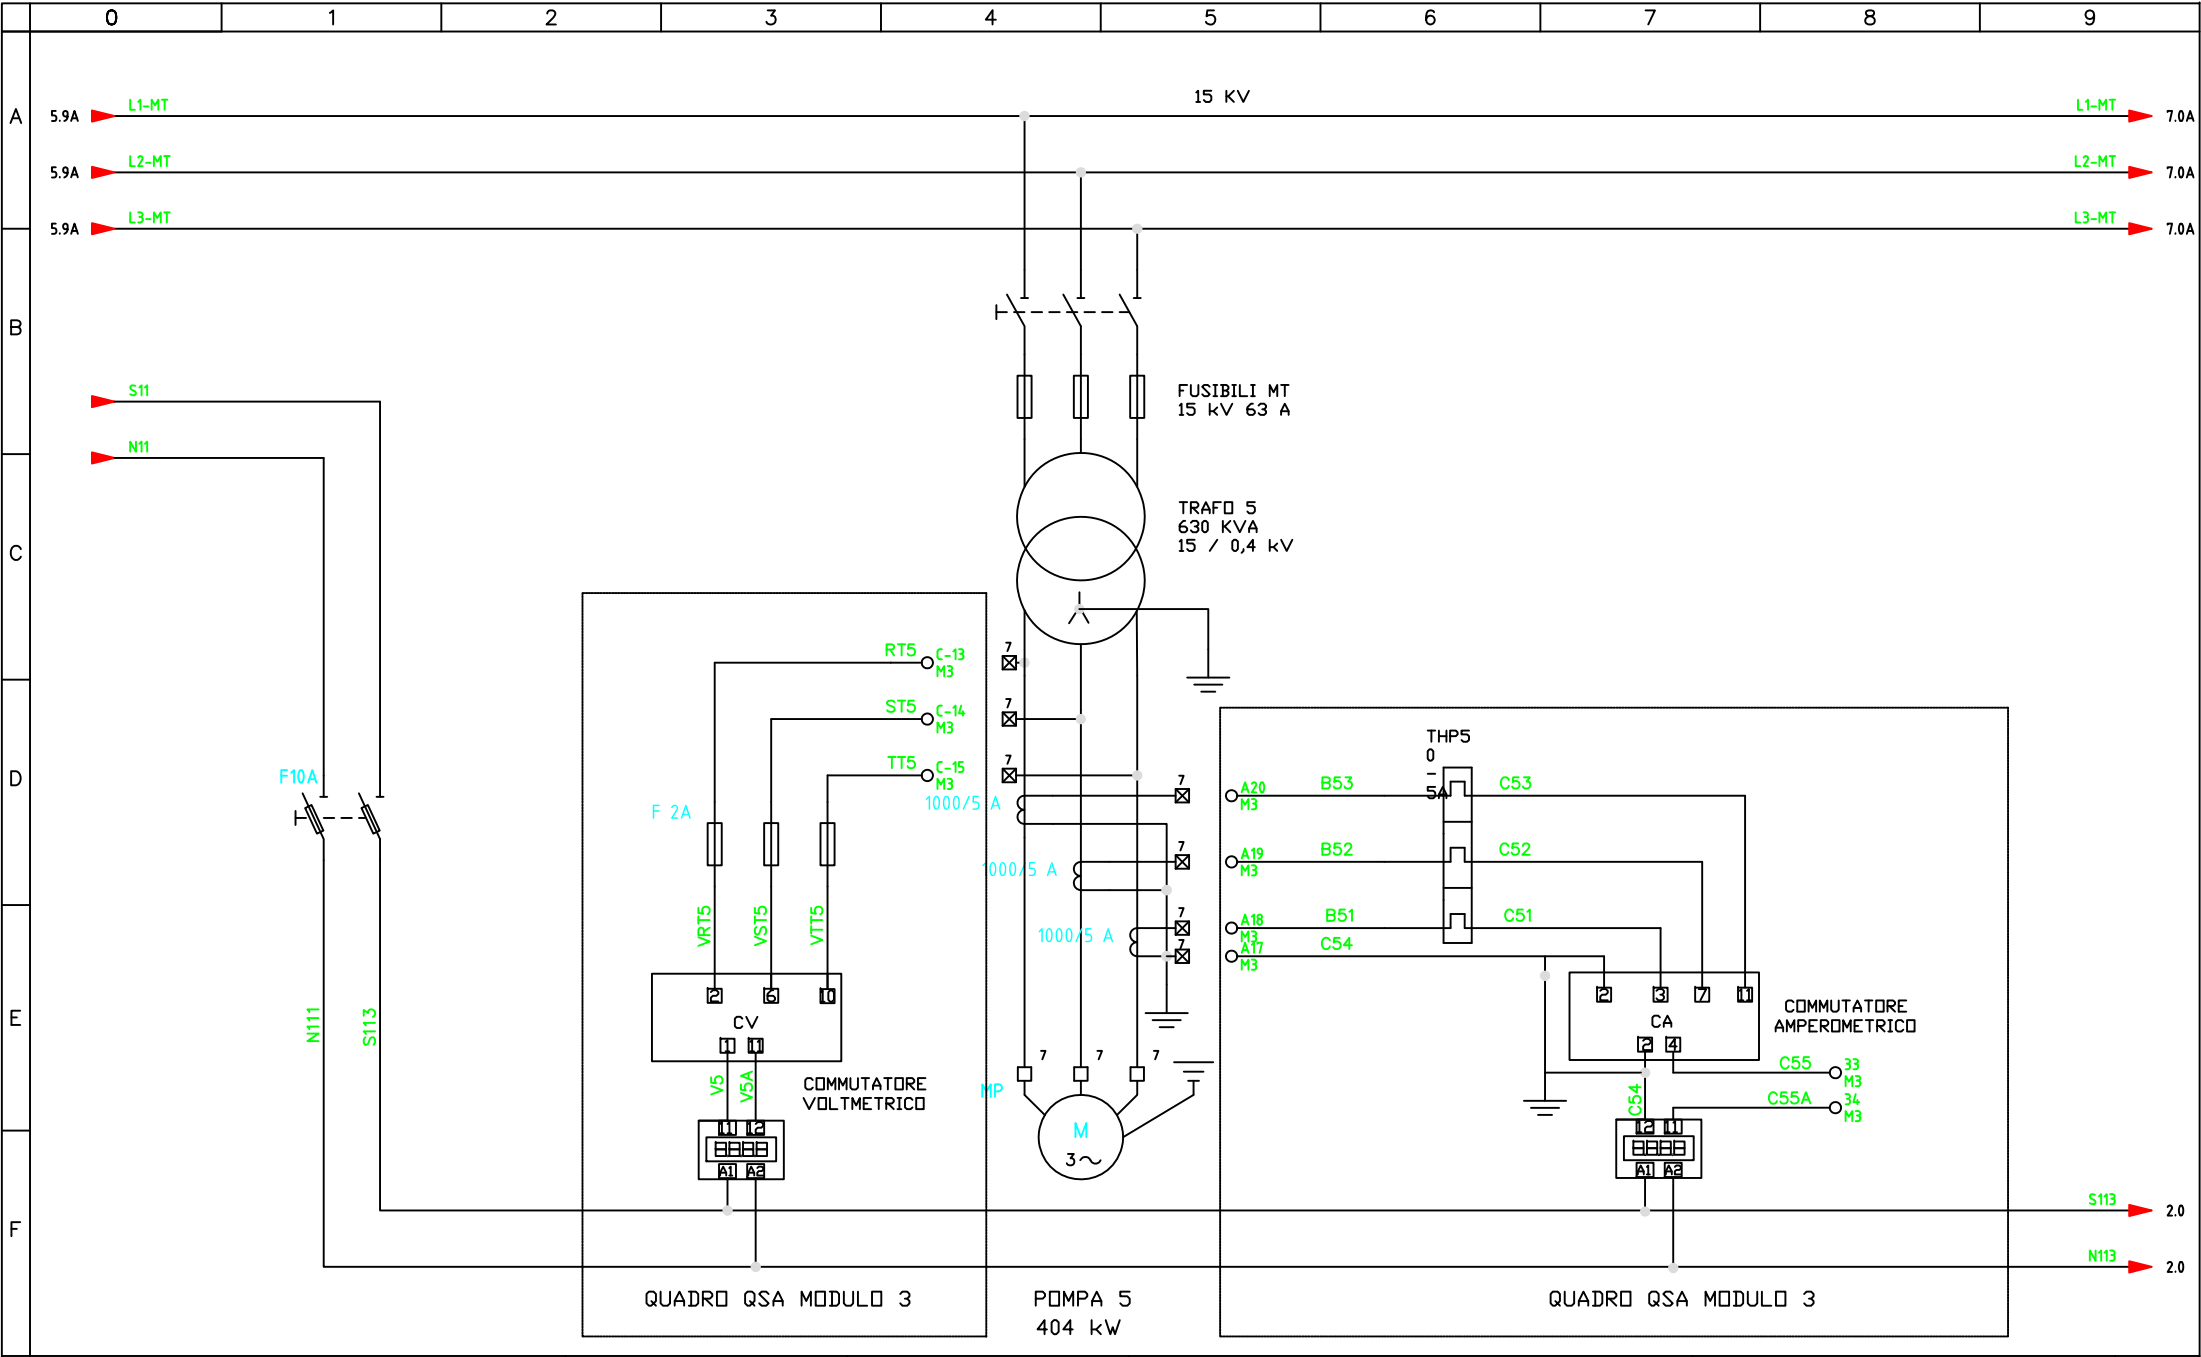 0 1 2 3 4 5 6 7 8 9
A
B
C
D
E
F
15 KV
5.9A L1-MT L1-MT 7.0A
5.9A L2-MT L2-MT 7.0A
5.9A L3-MT L3-MT 7.0A
S11
N11
FUSIBILI MT
15 kV 63 A
TRAFO 5
630 KVA
15 / 0,4 kV
RT5 C-13 7
M3
ST5 C-14 7
M3
TT5 C-15 7
M3
F10A
F 2A
1000/5 A
1000/5 A
1000/5 A
7
7
7
7
THP5
0
-
5A
A20 B53 C53
M3
A19 B52 C52
M3
A18 B51 C51
M3
A17 C54
M3
VRT5
VST5
VTT5
N111
S113
2 6 10
CV
1 11
V5
V5A
COMMUTATORE
VOLTMETRICO
11 12
8888
A1 A2
7 7 7
MP
M
3~
2 3 7 11
CA
2 4
COMMUTATORE
AMPEROMETRICO
C55 33
M3
C55A 34
M3
C54
12 11
8888
A1 A2
S113 2.0
N113 2.0
QUADRO QSA MODULO 3
POMPA 5
404 kW
QUADRO QSA MODULO 3